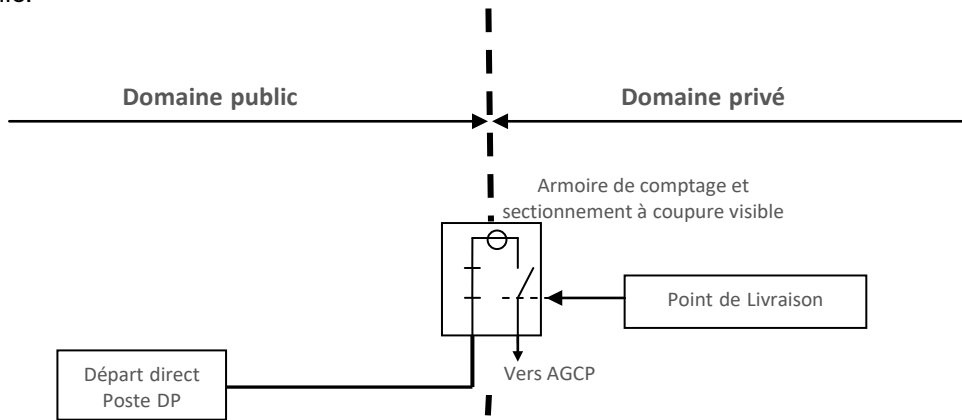 Domaine public
Domaine privé
Armoire de comptage et
sectionnement à coupure visible
Point de Livraison
Départ direct
Poste DP
Vers AGCP